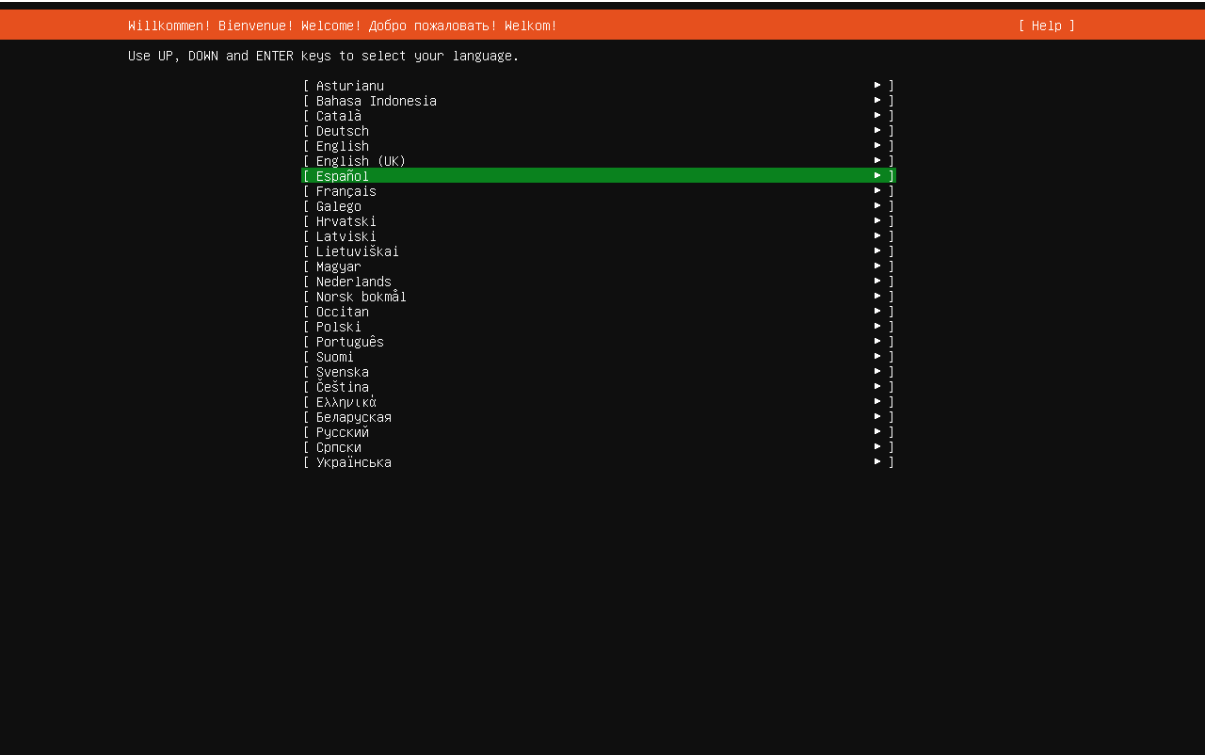 Willkommen! Bienvenue! Welcome! Добро пожаловать! Welkom! [ Help ]
Use UP, DOWN and ENTER keys to select your language.
[ Asturianu ► ]
[ Bahasa Indonesia ► ]
[ Català ► ]
[ Deutsch ► ]
[ English ► ]
[ English (UK) ► ]
[ Español ► ]
[ Français ► ]
[ Galego ► ]
[ Hrvatski ► ]
[ Latviski ► ]
[ Lietuviškai ► ]
[ Magyar ► ]
[ Nederlands ► ]
[ Norsk bokmål ► ]
[ Occitan ► ]
[ Polski ► ]
[ Português ► ]
[ Suomi ► ]
[ Svenska ► ]
[ Čeština ► ]
[ Ελληνικά ► ]
[ Беларуская ► ]
[ Русский ► ]
[ Српски ► ]
[ Українська ► ]